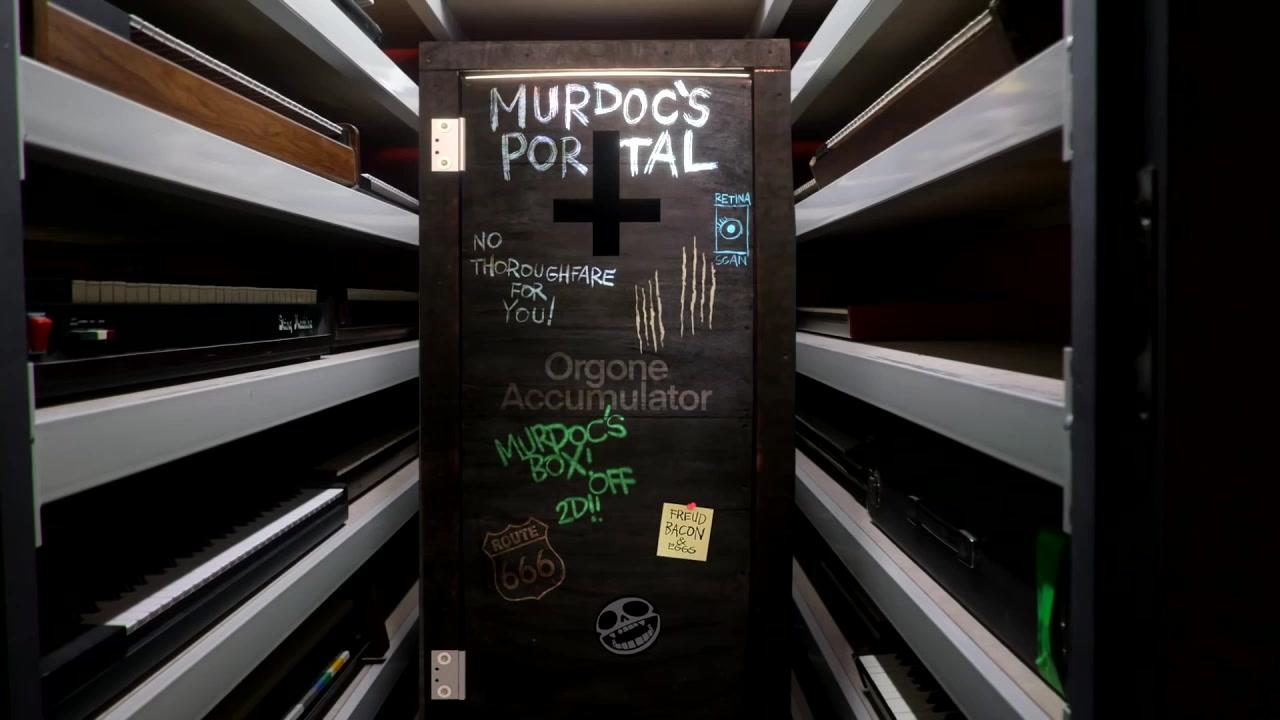 MURDOC'S
PORTAL
RETINA
SCAN
NO
THOROUGHFARE
FOR
YOU!
Orgone
Accumulator
MURDOC'S
BOX!
OFF
2D!!
FREUD
BACON
&
EGGS
ROUTE
666